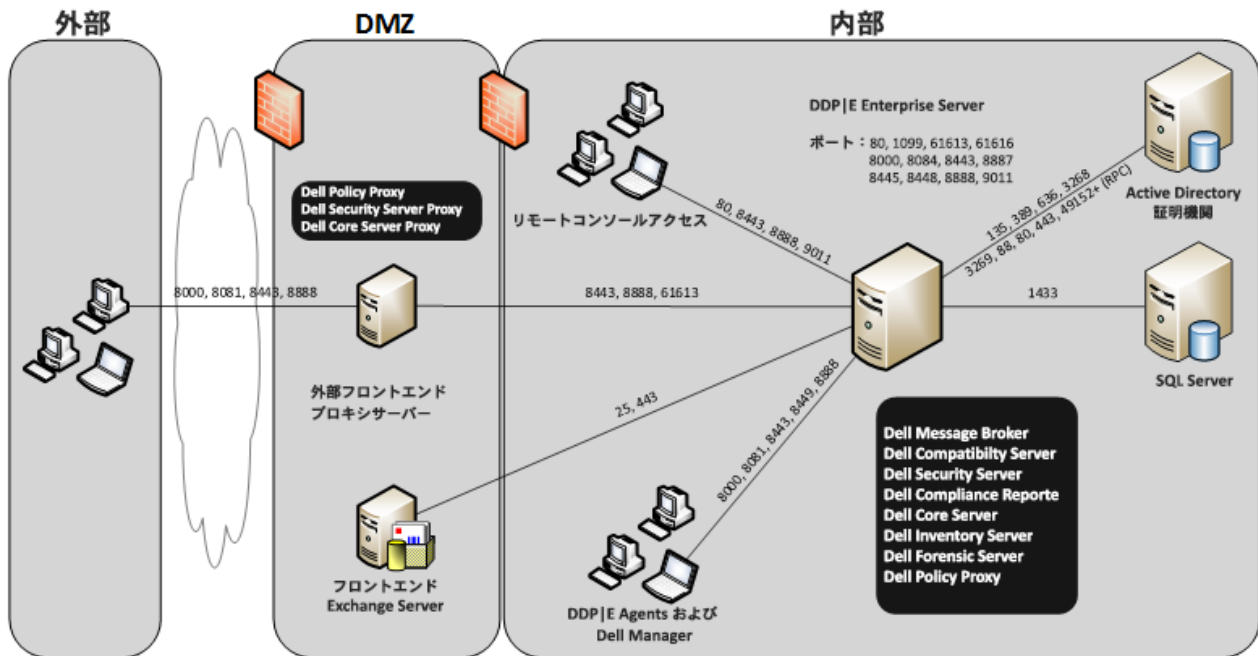 外部
DMZ
内部
DDP|E Enterprise Server
ポート：80, 1099, 61613, 61616
8000, 8084, 8443, 8887
8445, 8448, 8888, 9011
Dell Policy Proxy
Dell Security Server Proxy
Dell Core Server Proxy
リモートコンソールアクセス
80, 8443, 8888, 9011
135, 389, 636, 3268
3269, 88, 80, 443, 49152+ (RPC)
Active Directory
証明機関
8000, 8081, 8443, 8888
8443, 8888, 61613
1433
外部フロントエンド
プロキシサーバー
SQL Server
25, 443
8000, 8081, 8443, 8449, 8888
Dell Message Broker
Dell Compatibilty Server
Dell Security Server
Dell Compliance Reporte
Dell Core Server
Dell Inventory Server
Dell Forensic Server
Dell Policy Proxy
フロントエンド
Exchange Server
DDP|E Agents および
Dell Manager